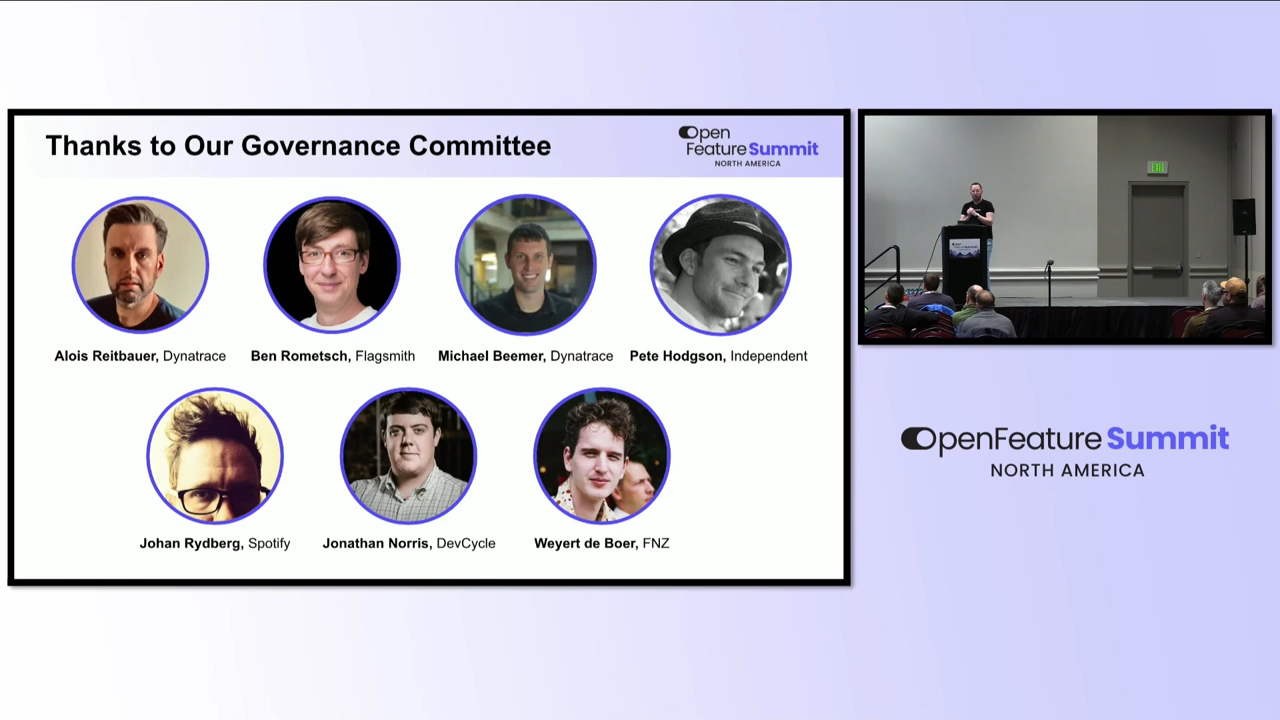 Thanks to Our Governance Committee
Open
Feature Summit
NORTH AMERICA
EXIT
Alois Reitbauer, Dynatrace
Ben Rometsch, Flagsmith
Michael Beemer, Dynatrace
Pete Hodgson, Independent
Johan Rydberg, Spotify
Jonathan Norris, DevCycle
Weyert de Boer, FNZ
OpenFeature Summit
NORTH AMERICA